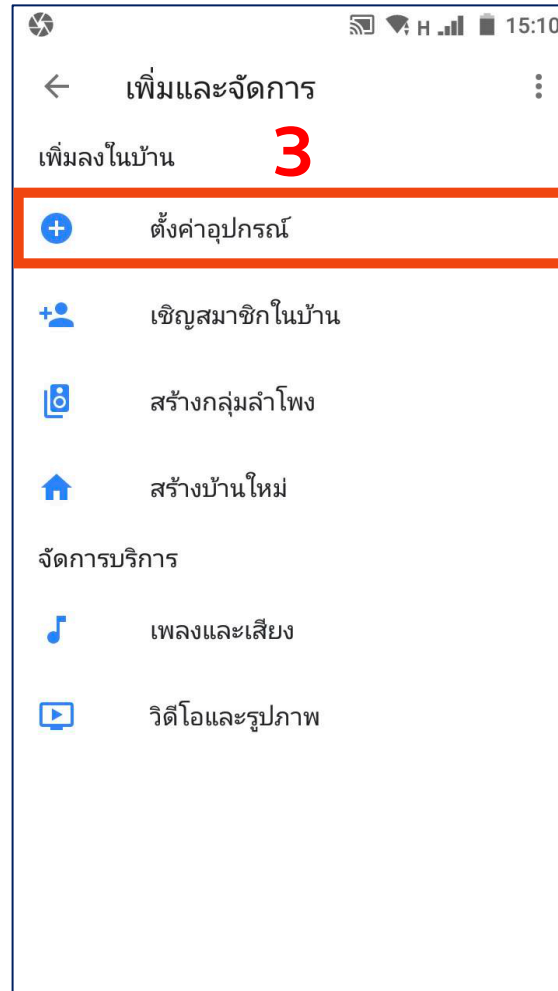 H 15:10
เพิ่มและจัดการ
เพิ่มลงในบ้าน
3
ตั้งค่าอุปกรณ์
เชิญสมาชิกในบ้าน
สร้างกลุ่มลำโพง
สร้างบ้านใหม่
จัดการบริการ
เพลงและเสียง
วิดีโอและรูปภาพ